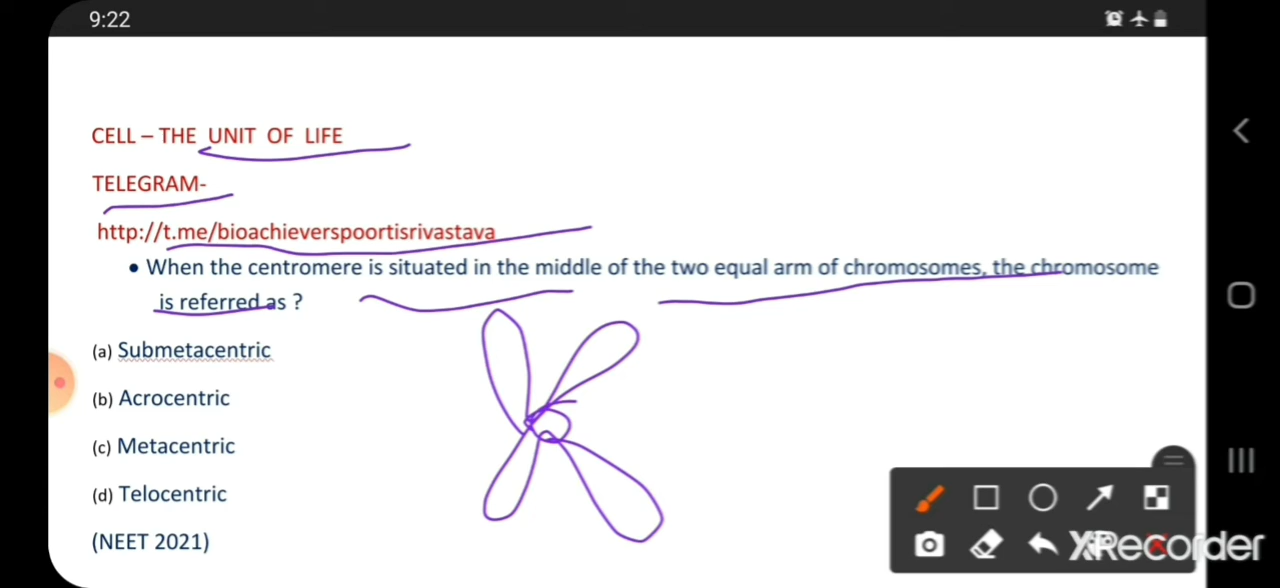 9:22
CELL – THE UNIT OF LIFE
TELEGRAM-
http://t.me/bioachieverspoortisrivastava
• When the centromere is situated in the middle of the two equal arm of chromosomes, the chromosome
is referred as ?
(a) Submetacentric
(b) Acrocentric
(c) Metacentric
(d) Telocentric
(NEET 2021)
XRecorder